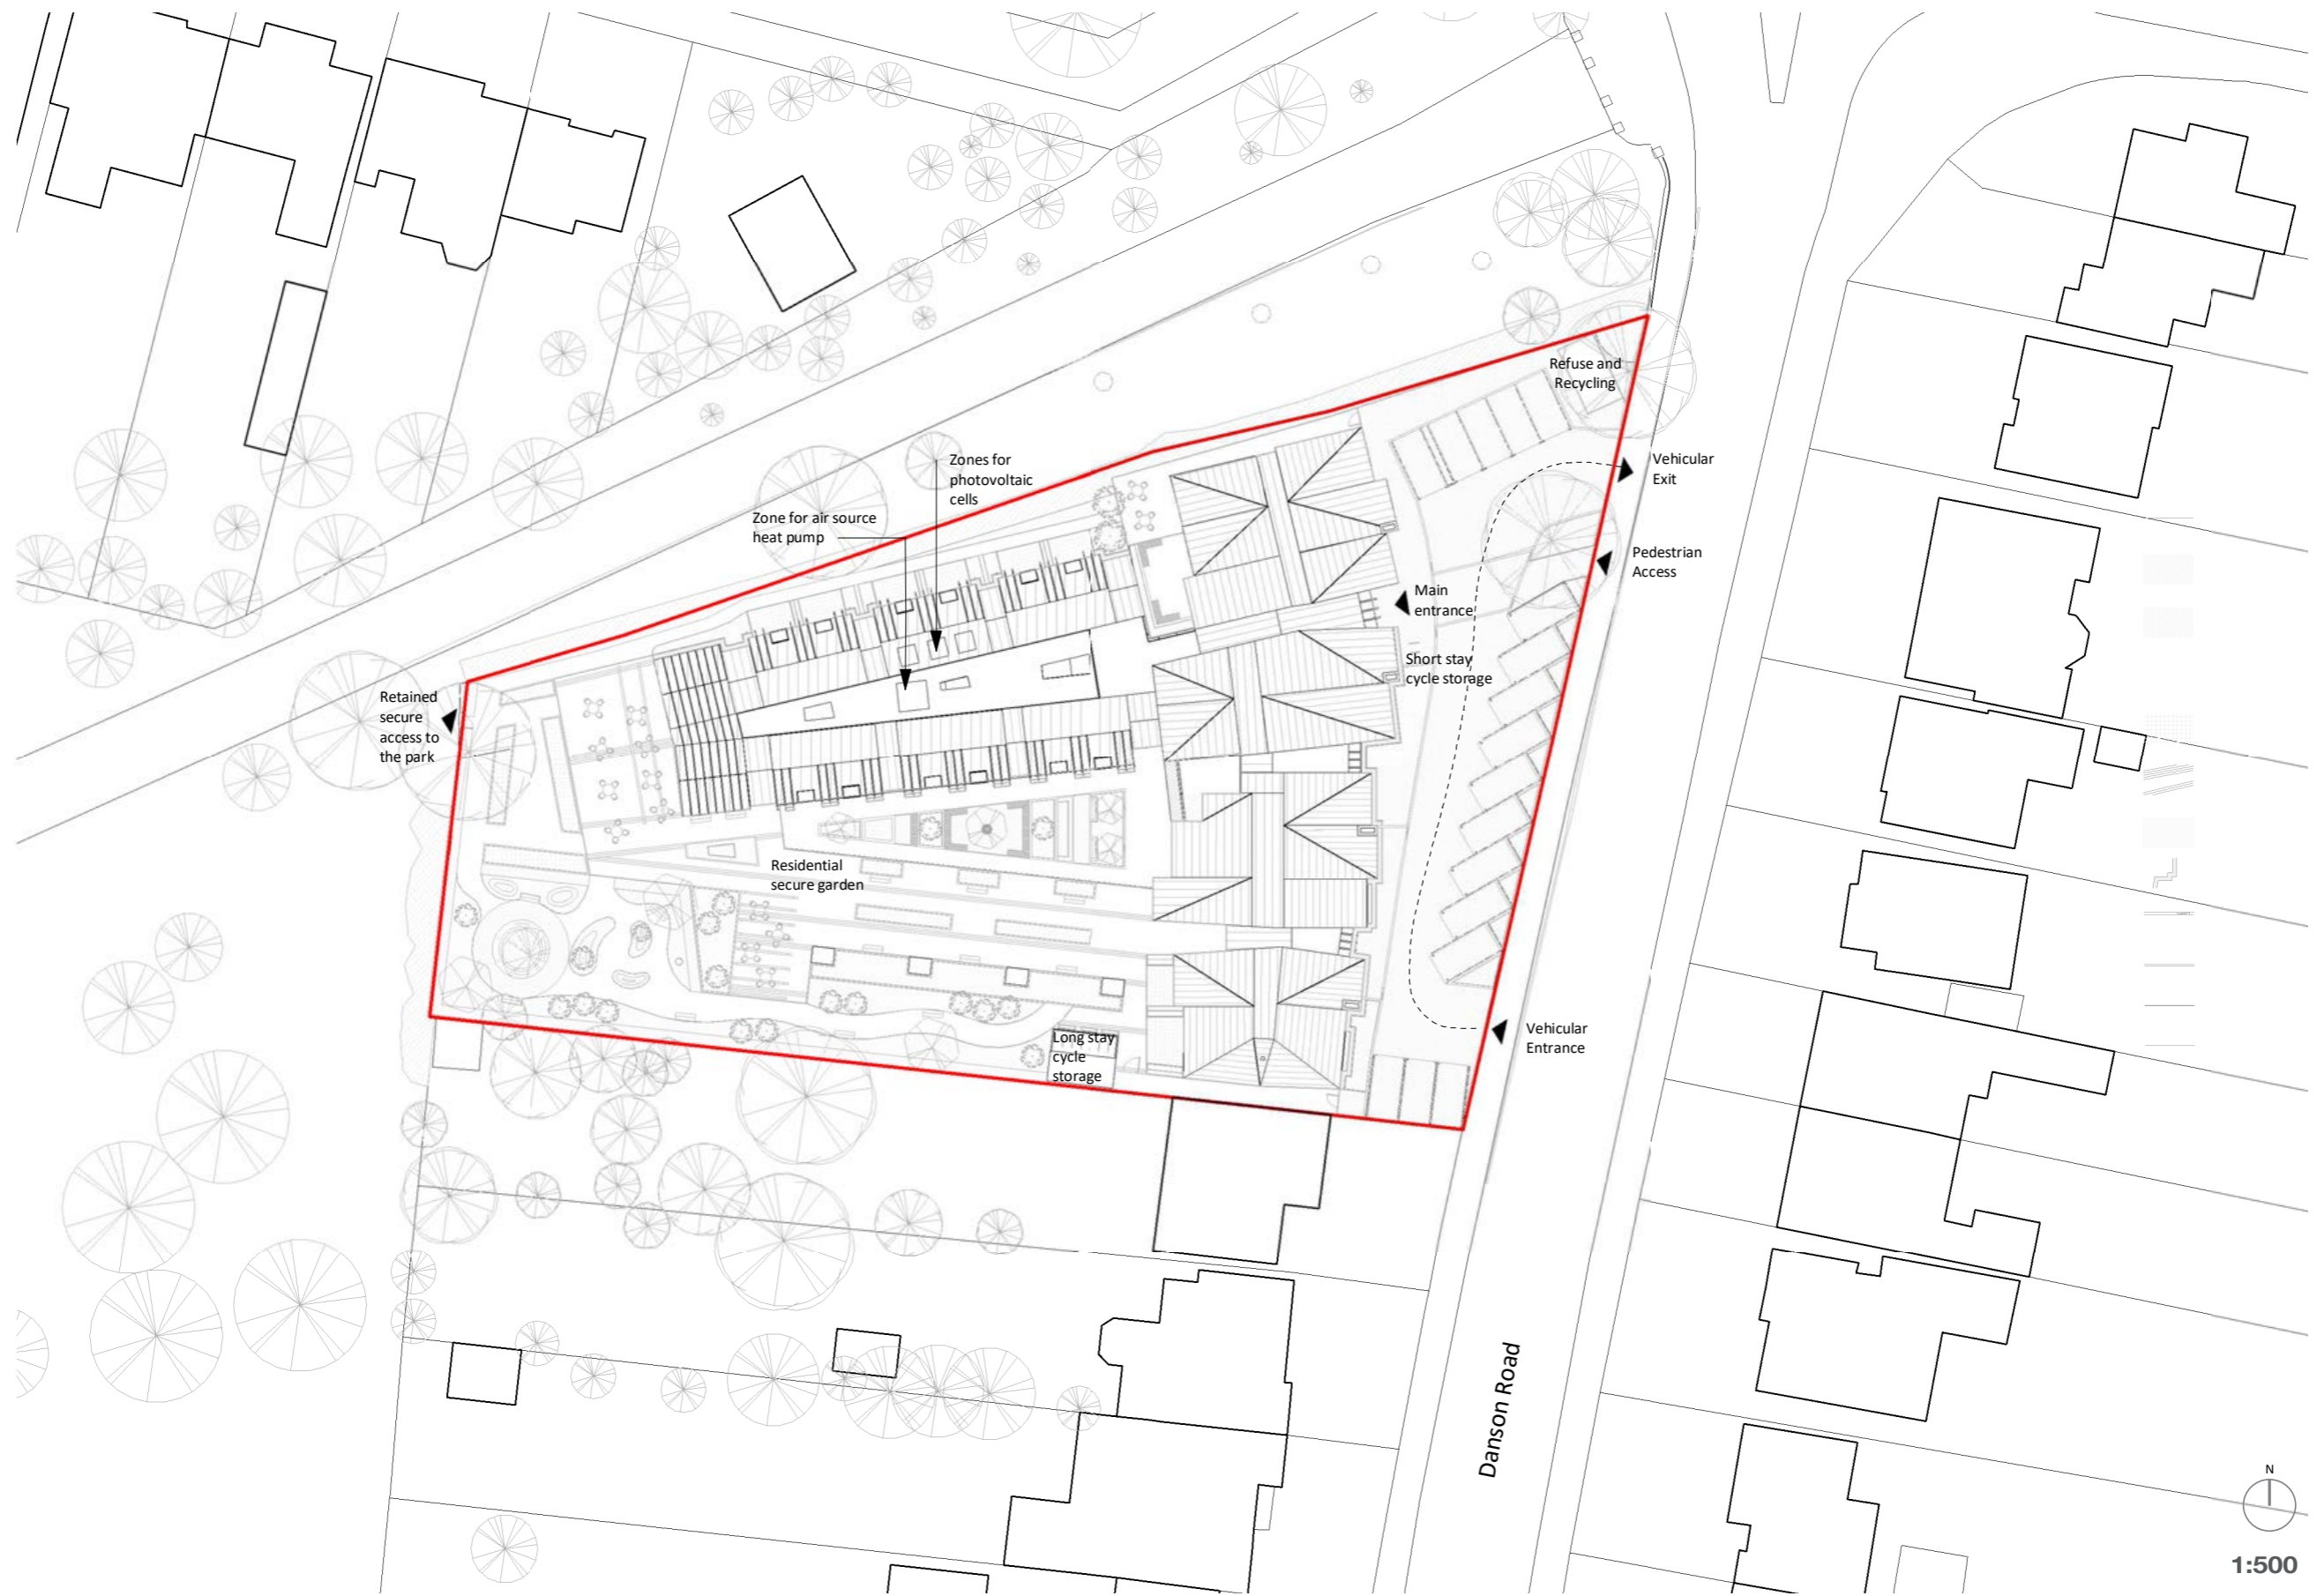 Refuse and
Recycling
Zones for
photovoltaic
cells
Vehicular
Exit
Zone for air source
heat pump
Pedestrian
Access
Main
entrance
Short stay
cycle storage
Retained
secure
access to
the park
Residential
secure garden
Long stay
cycle
storage
Vehicular
Entrance
Danson Road
N
1:500